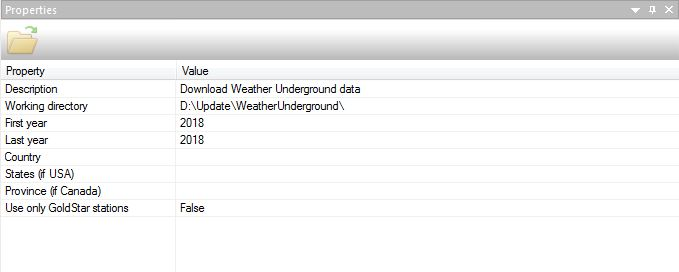 Properties
Property Value
Description Download Weather Underground data
Working directory D:\Update\WeatherUnderground\
First year 2018
Last year 2018
Country
States (if USA)
Province (if Canada)
Use only GoldStar stations False